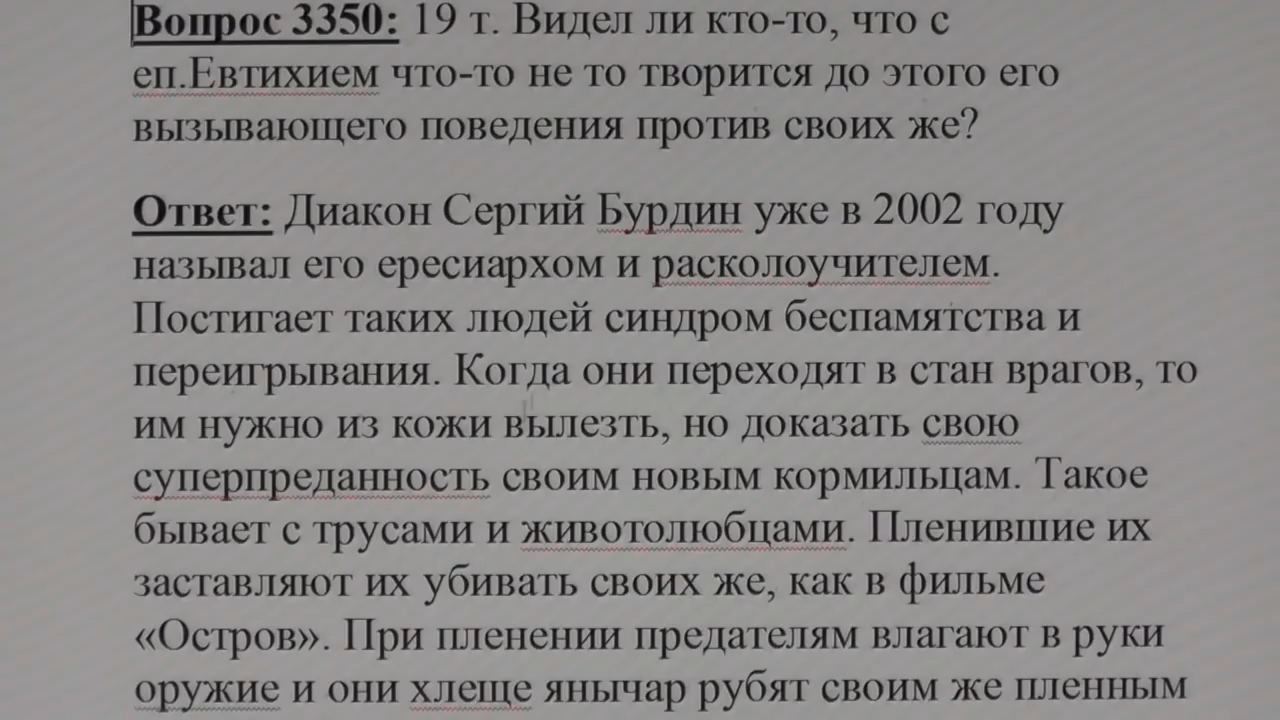 Вопрос 3350: 19 т. Видел ли кто-то, что с
еп.Евтихием что-то не то творится до этого его
вызывающего поведения против своих же?
Ответ: Диакон Сергий Бурдин уже в 2002 году
называл его ересиархом и расколоучителем.
Постигает таких людей синдром беспамятства и
переигрывания. Когда они переходят в стан врагов, то
им нужно из кожи вылезть, но доказать свою
суперпреданность своим новым кормильцам. Такое
бывает с трусами и животолюбцами. Пленившие их
заставляют их убивать своих же, как в фильме
«Остров». При пленении предателям влагают в руки
оружие и они хлеще янычар рубят своим же пленным